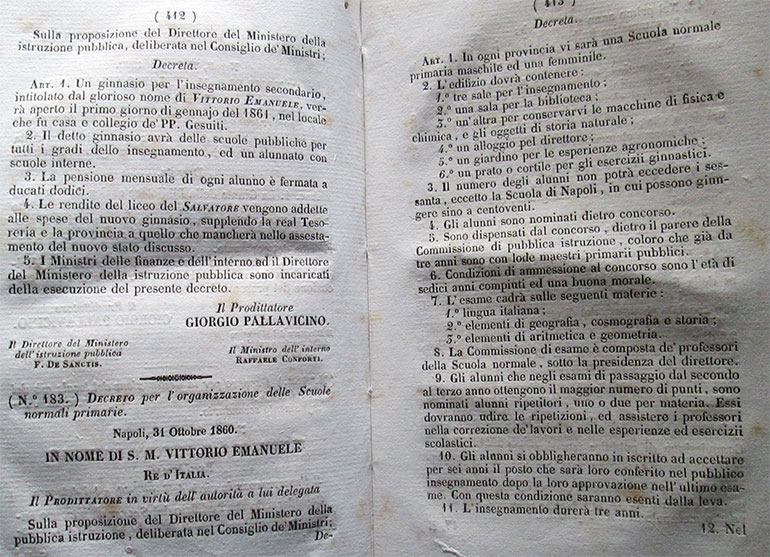 ( 412 )
Sulla proposizione del Direttore del Ministero della
istruzione pubblica, deliberata nel Consiglio de' Ministri;
Decreta.
ART. 1. Un ginnasio per l'insegnamento secondario,
intitolato dal glorioso nome di VITTORIO EMANUELE, ver-
rà aperto il primo giorno di gennajo del 1861, nel locale
che fu casa e collegio de' PP. Gesuiti.
2. Il detto ginnasio avrà delle scuole pubbliche per
tutti i gradi dello insegnamento, ed un alunnato con
scuole interne.
3. La pensione mensuale di ogni alunno è fermata a
ducati dodici.
4. Le rendite del liceo del SALVATORE vengono addette
alle spese del nuovo ginnasio, supplendo la real Teso-
reria e la provincia a quello che mancherà nello assesta-
mento del nuovo stato discusso.
5. I Ministri delle finanze e dell'interno ed il Direttore
del Ministero della istruzione pubblica sono incaricati
della esecuzione del presente decreto.
Il Prodittatore
GIORGIO PALLAVICINO.
Il Direttore del Ministero
dell'istruzione pubblica
F. DE SANCTIS.
Il Ministro dell'interno
RAFFAELE CONFORTI.
( N.° 183. ) DECRETO per l'organizzazione delle Scuole
normali primarie.
Napoli, 31 Ottobre 1860.
IN NOME DI S. M. VITTORIO EMANUELE
RE D'ITALIA.
Il PRODITTATORE in virtù dell'autorità a lui delegata
Sulla proposizione del Direttore del Ministero della
pubblica istruzione, deliberata nel Consiglio de' Ministri;
De-
( 413 )
Decreta.
ART. 1. In ogni provincia vi sarà una Scuola normale
primaria maschile ed una femminile.
2. L'edifizio dovrà contenere :
1.° tre sale per l'insegnamento ;
2.° una sala per la biblioteca ;
3.° un'altra per conservarvi le macchine di fisica e
chimica, e gli oggetti di storia naturale ;
4.° un alloggio pel direttore ;
5.° un giardino per le esperienze agronomiche ;
6.° un prato o cortile per gli esercizii ginnastici.
3. Il numero degli alunni non potrà eccedere i ses-
santa, eccetto la Scuola di Napoli, in cui possono giun-
gere sino a centoventi.
4. Gli alunni sono nominati dietro concorso.
5. Sono dispensati dal concorso, dietro il parere della
Commissione di pubblica istruzione, coloro che già da
tre anni sono con lode maestri primarii pubblici.
6. Condizioni di ammessione al concorso sono l'età di
sedici anni compiti ed una buona morale.
7. L'esame cadrà sulle seguenti materie :
1.° lingua italiana ;
2.° elementi di geografia, cosmografia e storia ;
3.° elementi di aritmetica e geometria.
8. La Commissione di esame è composta de' professori
della Scuola normale, sotto la presidenza del direttore.
9. Gli alunni che negli esami di passaggio dal secondo
al terzo anno ottengono il maggior numero di punti, sono
nominati alunni ripetitori, uno o due per materia. Essi
dovranno udire le ripetizioni, ed assistere i professori
nella correzione de' lavori e nelle esperienze ed esercizii
scolastici.
10. Gli alunni si obbligheranno in iscritto ad accettare
per sei anni il posto che sarà loro conferito nel pubblico
insegnamento dopo la loro approvazione nell'ultimo esa-
me. Con questa condizione saranno esenti dalla leva.
11. L'insegnamento durerà tre anni.
12. Nel